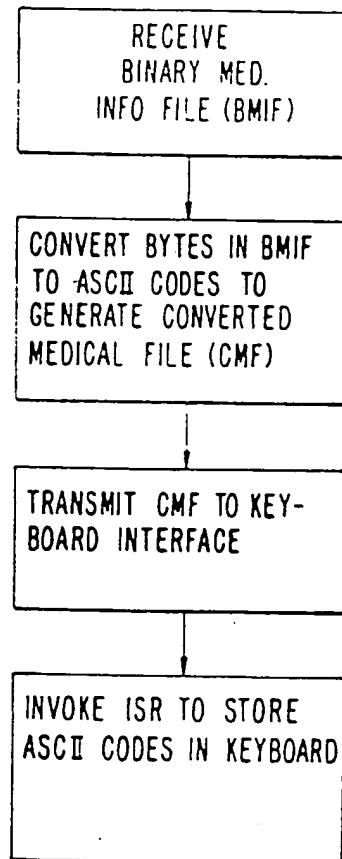 RECEIVE
BINARY MED.
INFO FILE (BMIF)
CONVERT BYTES IN BMIF
TO ASCII CODES TO
GENERATE CONVERTED
MEDICAL FILE (CMF)
TRANSMIT CMF TO KEY-
BOARD INTERFACE
INVOKE ISR TO STORE
ASCII CODES IN KEYBOARD